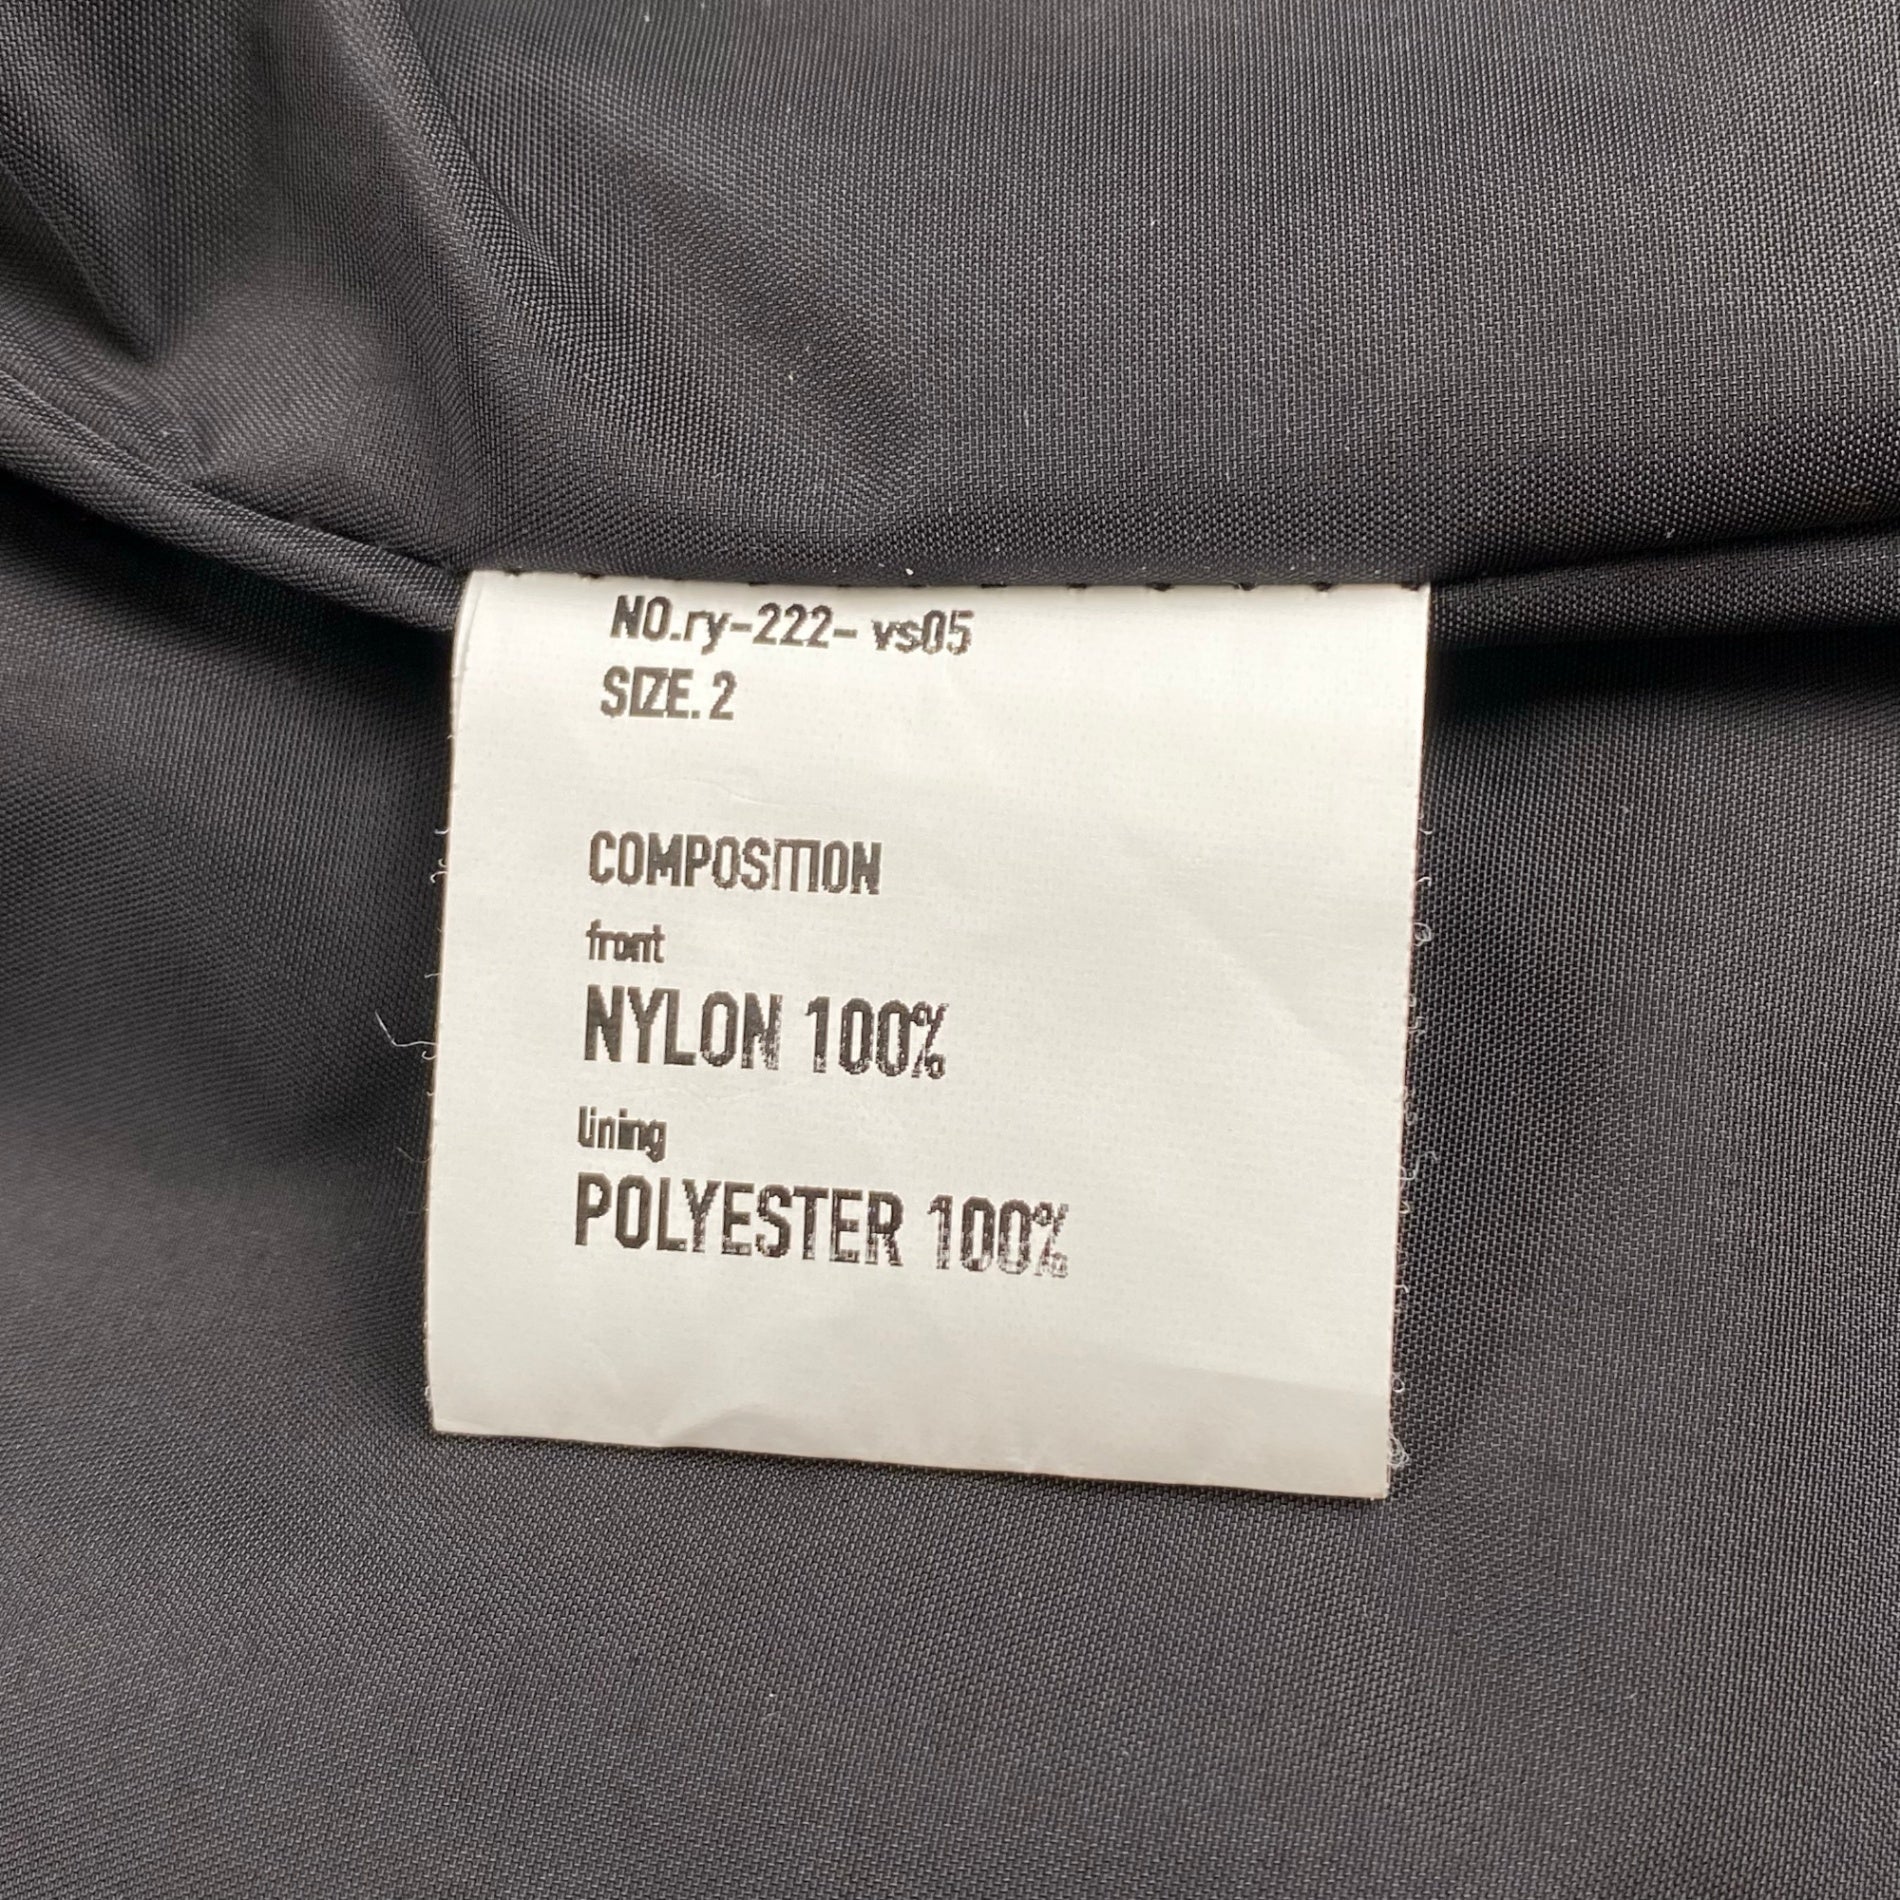 NO.ry-222- vs05
SIZE. 2
COMPOSITION
front
NYLON 100%
lining
POLYESTER 100%